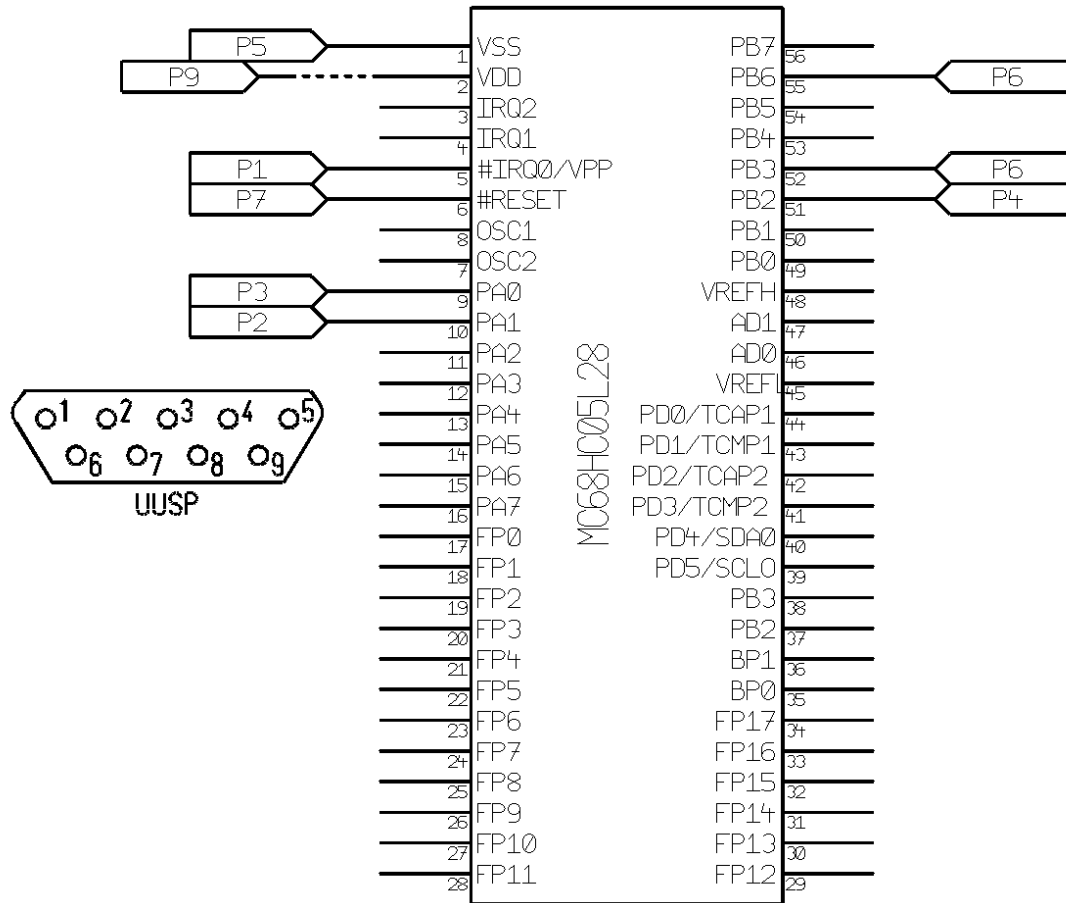 P5 1 VSS PB7 56
P9 2 VDD PB6 55 P6
3 IRQ2 PB5 54
4 IRQ1 PB4 53
P1 5 #IRQ0/VPP PB3 52 P6
P7 6 #RESET PB2 51 P4
8 OSC1 PB1 50
7 OSC2 PB0 49
P3 9 PA0 VREFH 48
P2 10 PA1 AD1 47
11 PA2 AD0 46
12 PA3 VREFL 45
13 PA4 PD0/TCAP1 44
14 PA5 PD1/TCMP1 43
15 PA6 PD2/TCAP2 42
16 PA7 PD3/TCMP2 41
17 FP0 PD4/SDA0 40
18 FP1 PD5/SCL0 39
19 FP2 PB3 38
20 FP3 PB2 37
21 FP4 BP1 36
22 FP5 BP0 35
23 FP6 FP17 34
24 FP7 FP16 33
25 FP8 FP15 32
26 FP9 FP14 31
27 FP10 FP13 30
28 FP11 FP12 29
MC68HC05L28
1 2 3 4 5
6 7 8 9
UUSP